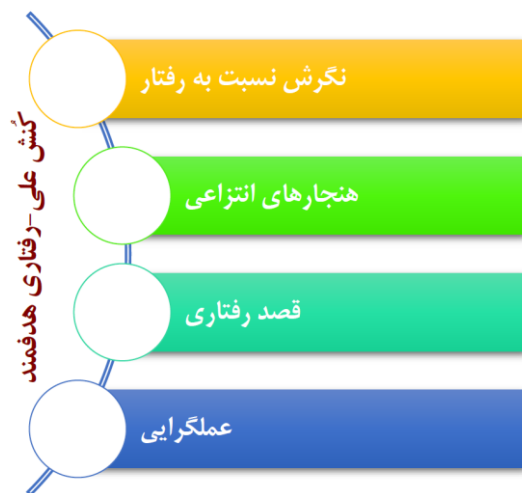 کُنش علی-رفتاری هدفمند
نگرش نسبت به رفتار
هنجارهای انتزاعی
قصد رفتاری
عملگرایی